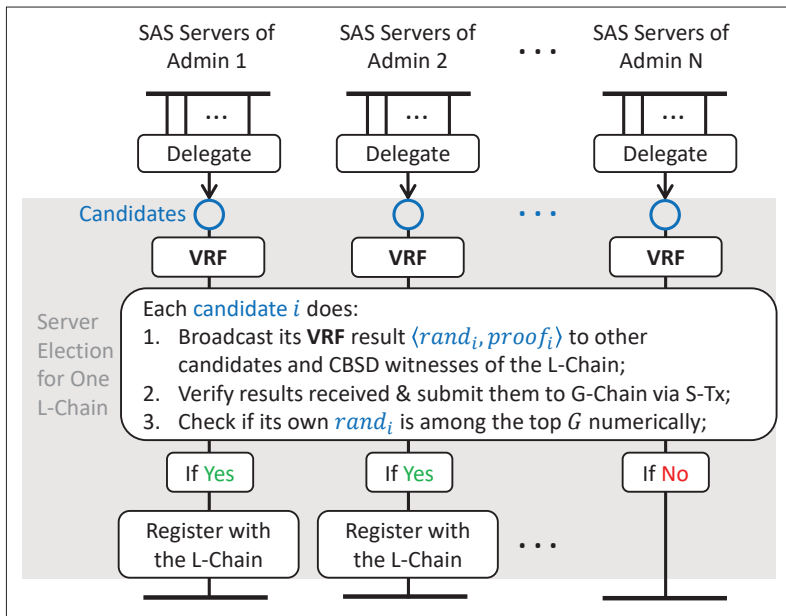 SAS Servers of Admin 1
SAS Servers of Admin 2
...
SAS Servers of Admin N
...
...
...
Delegate
Delegate
Delegate
Candidates
...
VRF
VRF
VRF
Server
Election
for One
L-Chain
Each candidate i does:
1. Broadcast its VRF result ⟨rand_i, proof_i⟩ to other
candidates and CBSD witnesses of the L-Chain;
2. Verify results received & submit them to G-Chain via S-Tx;
3. Check if its own rand_i is among the top G numerically;
If Yes
If Yes
...
If No
Register with
the L-Chain
Register with
the L-Chain
...